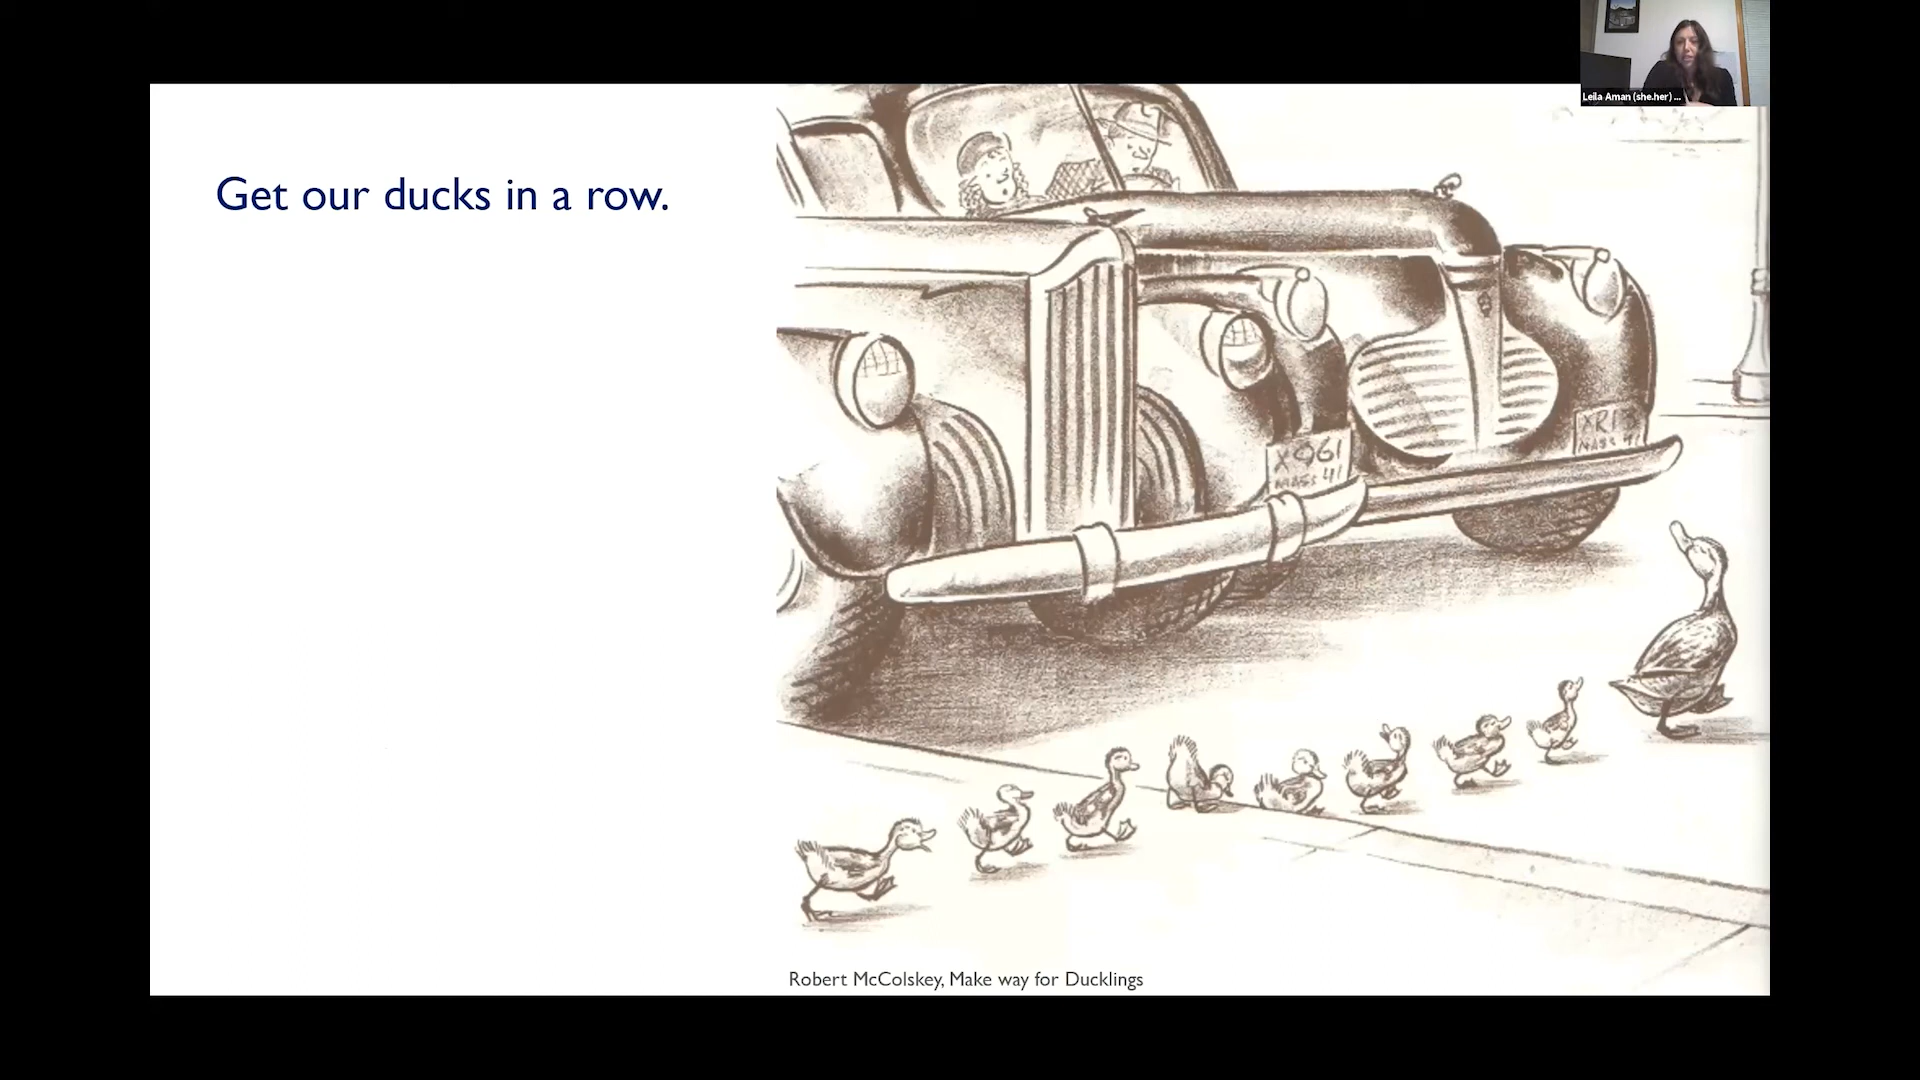 Leila Aman (she.her) ...
Get our ducks in a row.
X961
MASS 41
XR13
MASS 41
Robert McColskey, Make way for Ducklings